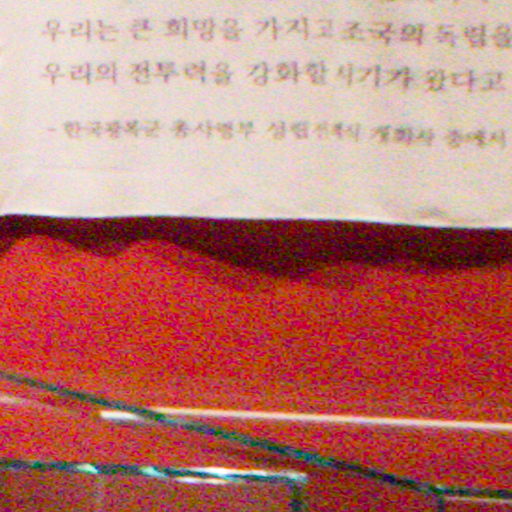 우리는 큰 희망을 가지고 조국의 독립을
우리의 전투력을 강화할 시기가 왔다고
- 한국광복군 총사령부 성립전례식 개회사 중에서